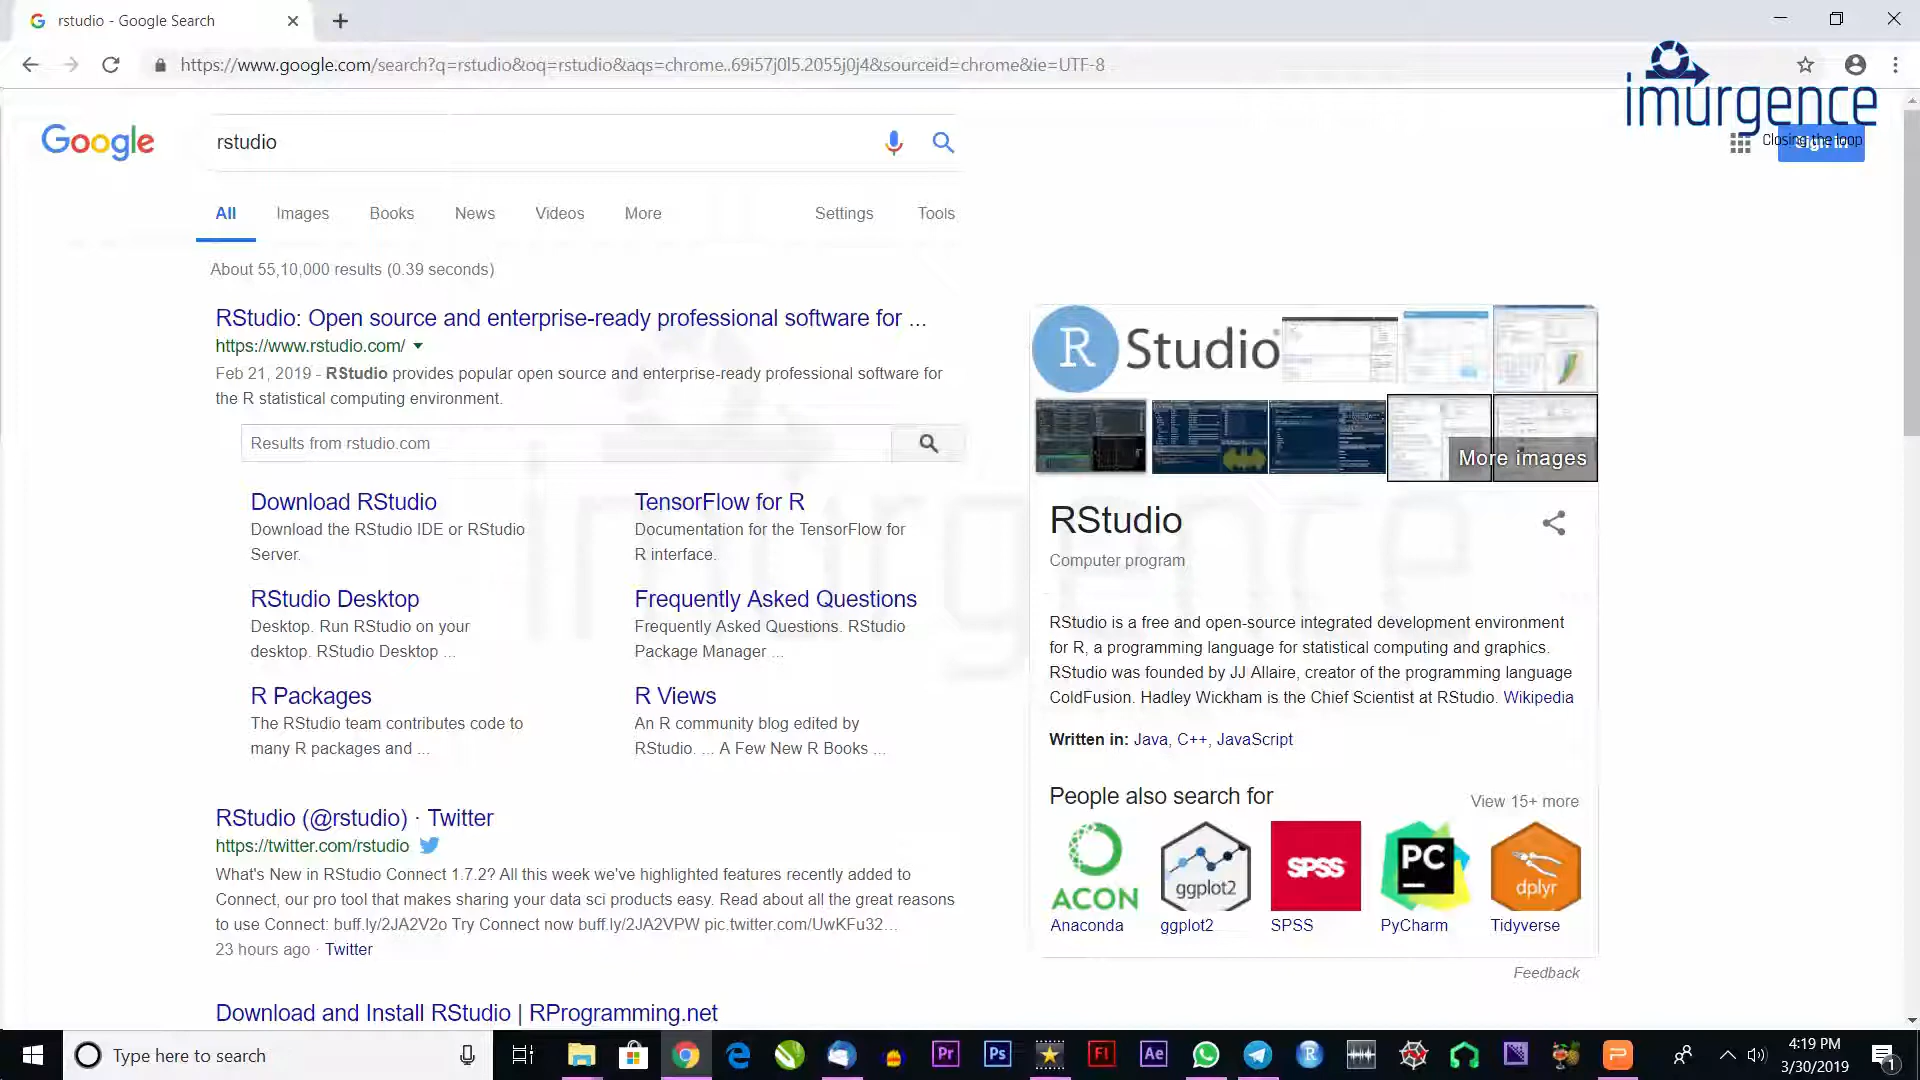 rstudio - Google Search
https://www.google.com/search?q=rstudio&oq=rstudio&aqs=chrome..69i57j0l5.2055j0j4&sourceid=chrome&ie=UTF-8
imurgence
Closing the loop
Sign in
Google
rstudio
All Images Books News Videos More Settings Tools
About 55,10,000 results (0.39 seconds)
RStudio: Open source and enterprise-ready professional software for ...
https://www.rstudio.com/
Feb 21, 2019 - RStudio provides popular open source and enterprise-ready professional software for
the R statistical computing environment.
Results from rstudio.com
Download RStudio
Download the RStudio IDE or RStudio
Server.
TensorFlow for R
Documentation for the TensorFlow for
R interface.
RStudio Desktop
Desktop. Run RStudio on your
desktop. RStudio Desktop ...
Frequently Asked Questions
Frequently Asked Questions. RStudio
Package Manager ...
R Packages
The RStudio team contributes code to
many R packages and ...
R Views
An R community blog edited by
RStudio. ... A Few New R Books ...
RStudio (@rstudio) · Twitter
https://twitter.com/rstudio
What's New in RStudio Connect 1.7.2? All this week we've highlighted features recently added to
Connect, our pro tool that makes sharing your data sci products easy. Read about all the great reasons
to use Connect: buff.ly/2JA2V2o Try Connect now buff.ly/2JA2VPW pic.twitter.com/UwKFu32...
23 hours ago · Twitter
Download and Install RStudio | RProgramming.net
R Studio
More images
RStudio
Computer program
RStudio is a free and open-source integrated development environment
for R, a programming language for statistical computing and graphics.
RStudio was founded by JJ Allaire, creator of the programming language
ColdFusion. Hadley Wickham is the Chief Scientist at RStudio. Wikipedia
Written in: Java, C++, JavaScript
People also search for
View 15+ more
ACON
ggplot2
SPSS
PC
dplyr
Anaconda
ggplot2
SPSS
PyCharm
Tidyverse
Feedback
imurgence
Type here to search
Pr
Ps
Fl
Ae
R
P
4:19 PM
3/30/2019
1